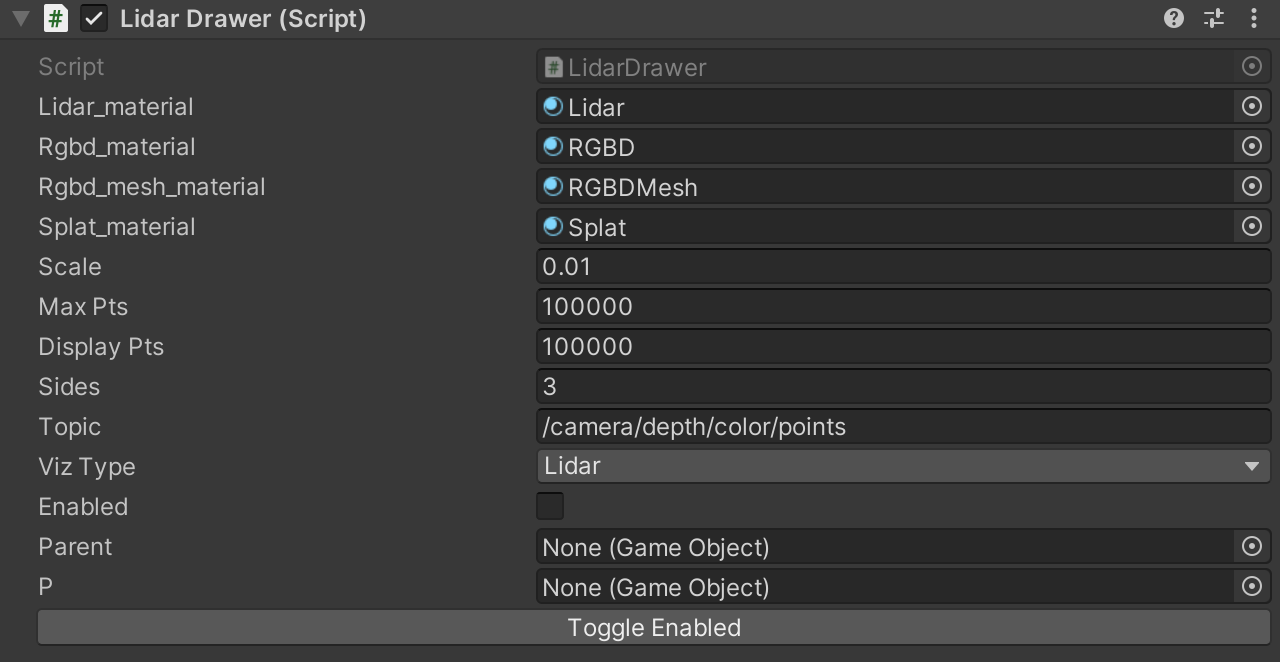 Lidar Drawer (Script)
Script # LidarDrawer
Lidar_material Lidar
Rgbd_material RGBD
Rgbd_mesh_material RGBDMesh
Splat_material Splat
Scale 0.01
Max Pts 100000
Display Pts 100000
Sides 3
Topic /camera/depth/color/points
Viz Type Lidar
Enabled
Parent None (Game Object)
P None (Game Object)
Toggle Enabled